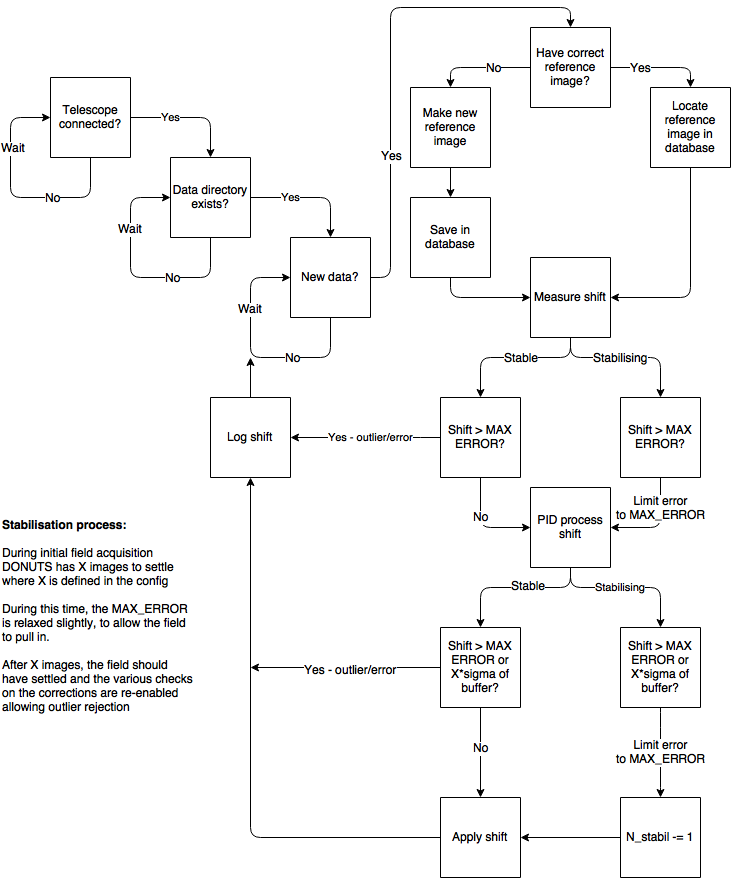 Have correct
reference
image?
No
Yes
Telescope
connected?
Yes
Wait
No
Make new
reference
image
Locate
reference
image in
database
Yes
Data directory
exists?
Yes
Wait
No
Save in
database
New data?
Wait
No
Measure shift
Stable
Stabilising
Log shift
Yes - outlier/error
Shift > MAX
ERROR?
Shift > MAX
ERROR?
No
PID process
shift
Limit error
to MAX_ERROR
Stabilisation process:
During initial field acquisition
DONUTS has X images to settle
where X is defined in the config
During this time, the MAX_ERROR
is relaxed slightly, to allow the field
to pull in.
After X images, the field should
have settled and the various checks
on the corrections are re-enabled
allowing outlier rejection
Stable
Stabilising
Yes - outlier/error
Shift > MAX
ERROR or
X*sigma of
buffer?
Shift > MAX
ERROR or
X*sigma of
buffer?
No
Limit error
to MAX_ERROR
Apply shift
N_stabil -= 1